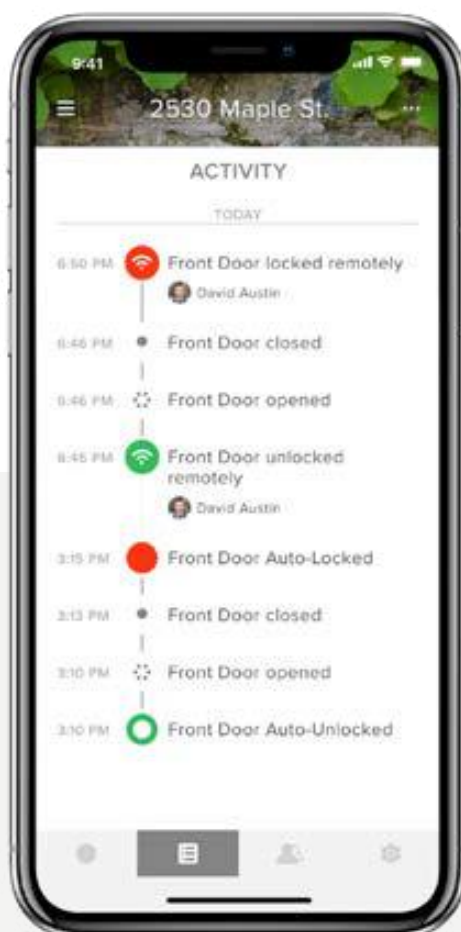 9:41
2530 Maple St.
ACTIVITY
TODAY
6:50 PM Front Door locked remotely
David Austin
6:46 PM Front Door closed
6:46 PM Front Door opened
6:45 PM Front Door unlocked
remotely
David Austin
3:15 PM Front Door Auto-Locked
3:13 PM Front Door closed
3:10 PM Front Door opened
3:10 PM Front Door Auto-Unlocked